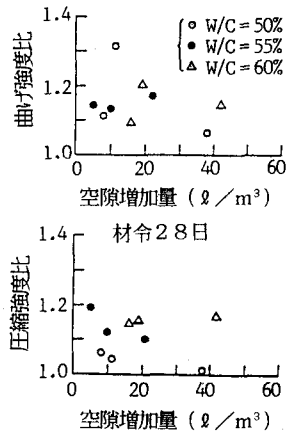 曲げ強度比
1.4
1.2
1.0
○ W/C=50%
● W/C=55%
△ W/C=60%
0 20 40 60
空隙増加量(ℓ/m³)
圧縮強度比
1.4
1.2
1.0
材令28日
0 20 40 60
空隙増加量(ℓ/m³)